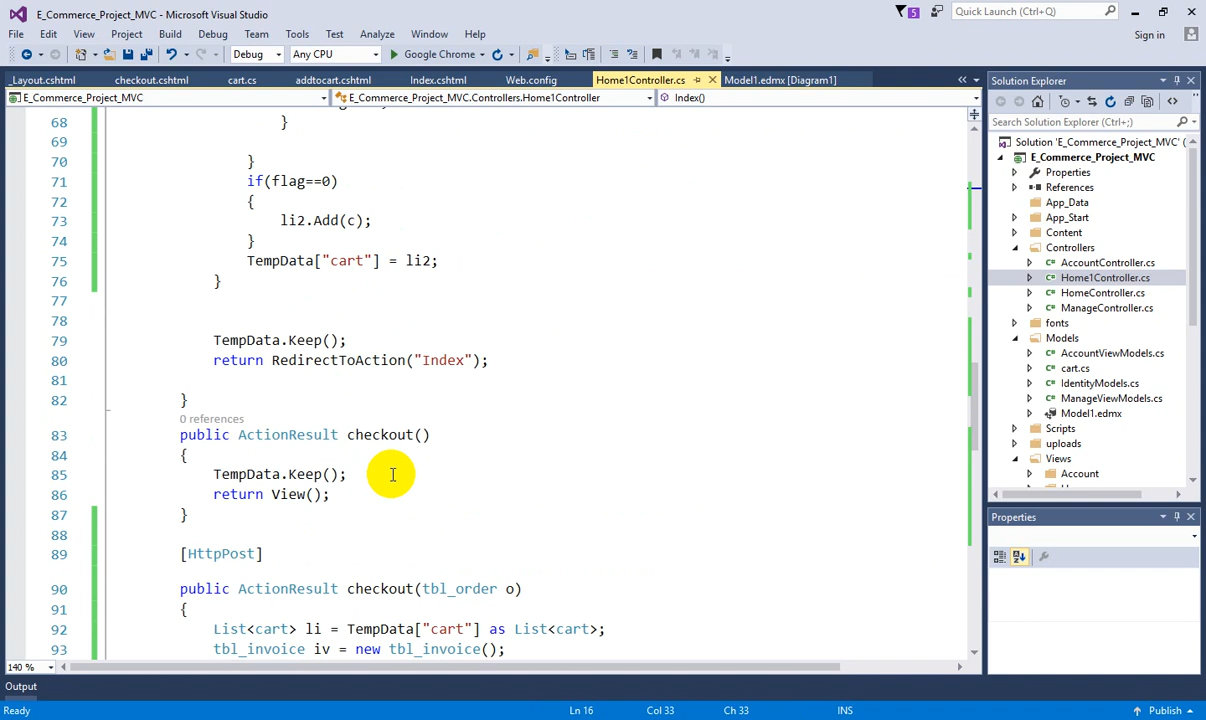 E_Commerce_Project_MVC - Microsoft Visual Studio
5
Quick Launch (Ctrl+Q)
File Edit View Project Build Debug Team Tools Test Analyze Window Help
Sign in
Debug Any CPU Google Chrome
_Layout.cshtml checkout.cshtml cart.cs addtocart.cshtml Index.cshtml Web.config Home1Controller.cs Model1.edmx [Diagram1]
E_Commerce_Project_MVC E_Commerce_Project_MVC.Controllers.Home1Controller Index()
68 }
69
70 }
71 if(flag==0)
72 {
73 li2.Add(c);
74 }
75 TempData["cart"] = li2;
76 }
77
78
79 TempData.Keep();
80 return RedirectToAction("Index");
81
82 }
0 references
83 public ActionResult checkout()
84 {
85 TempData.Keep();
86 return View();
87 }
88
89 [HttpPost]
90 public ActionResult checkout(tbl_order o)
91 {
92 List<cart> li = TempData["cart"] as List<cart>;
93 tbl_invoice iv = new tbl_invoice();
140 %
Output
Ready Ln 16 Col 33 Ch 33 INS Publish
Solution Explorer
Search Solution Explorer (Ctrl+;)
Solution 'E_Commerce_Project_MVC' (
E_Commerce_Project_MVC
Properties
References
App_Data
App_Start
Content
Controllers
C# AccountController.cs
C# Home1Controller.cs
C# HomeController.cs
C# ManageController.cs
fonts
Models
C# AccountViewModels.cs
C# cart.cs
C# IdentityModels.cs
C# ManageViewModels.cs
Model1.edmx
Scripts
uploads
Views
Account
Properties